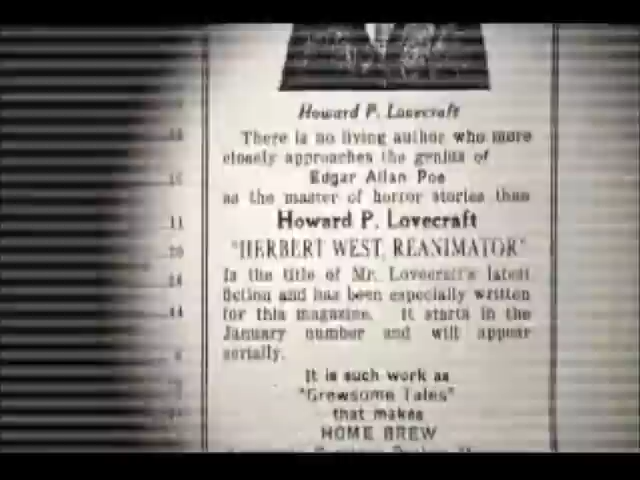 Howard P. Lovecraft
There is no living author who more
closely approaches the genius of
Edgar Allan Poe
as the master of horror stories than
Howard P. Lovecraft
"HERBERT WEST, REANIMATOR"
Is the title of Mr. Lovecraft's latest
fiction and has been especially written
for this magazine. It starts in the
January number and will appear
serially.
It is such work as
"Grewsome Tales"
that makes
HOME BREW
11